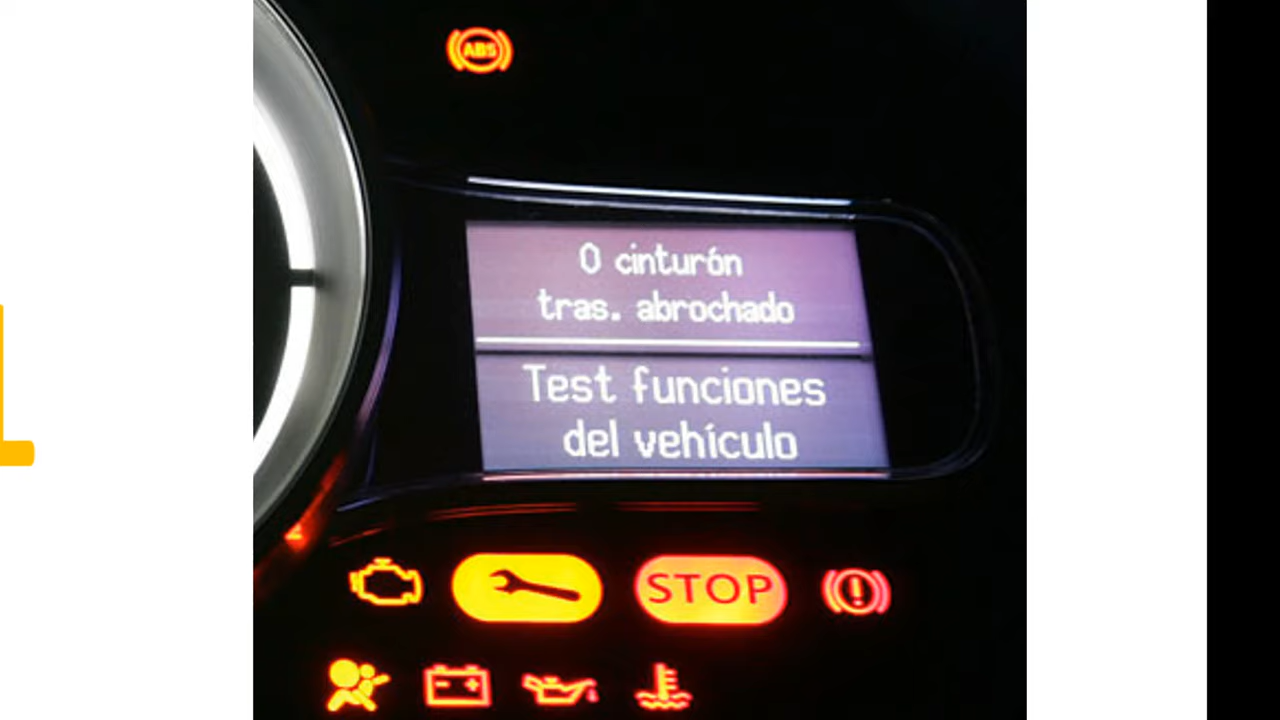 ABS
0 cinturón
tras. abrochado
Test funciones
del vehículo
STOP